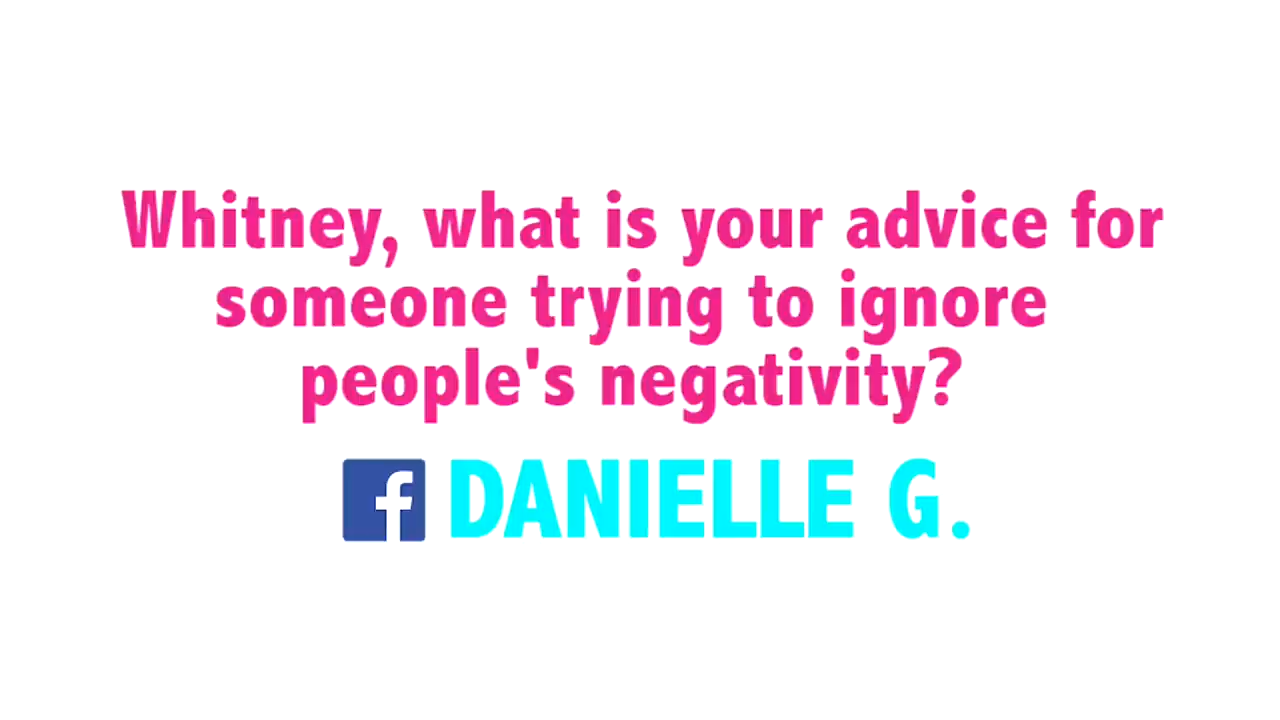 Whitney, what is your advice for
someone trying to ignore
people's negativity?
f DANIELLE G.